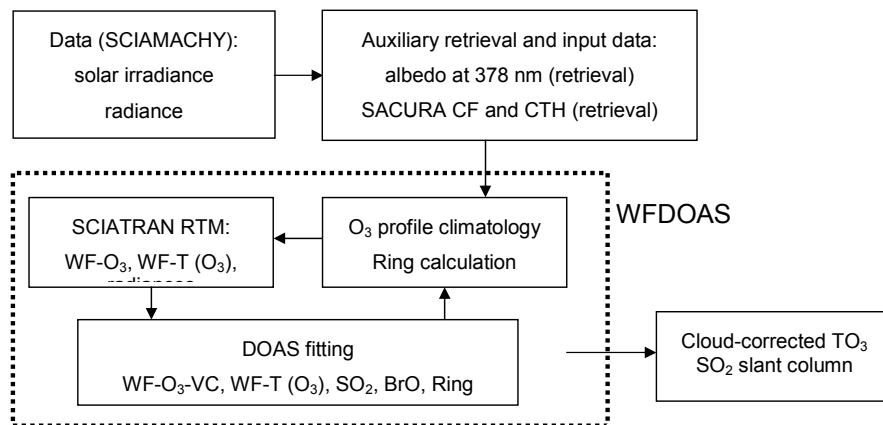 Data (SCIAMACHY):
solar irradiance
radiance
Auxiliary retrieval and input data:
albedo at 378 nm (retrieval)
SACURA CF and CTH (retrieval)
WFDOAS
SCIATRAN RTM:
WF-O₃, WF-T (O₃),
O₃ profile climatology
Ring calculation
DOAS fitting
WF-O₃-VC, WF-T (O₃), SO₂, BrO, Ring
Cloud-corrected TO₃
SO₂ slant column